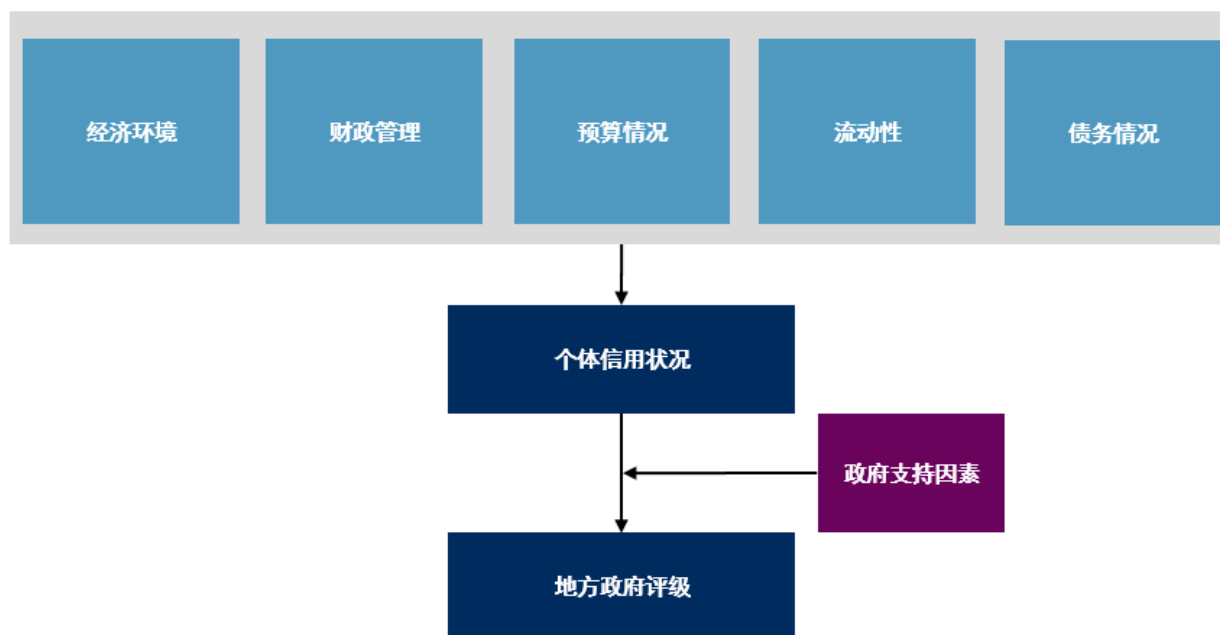 经济环境
财政管理
预算情况
流动性
债务情况
个体信用状况
政府支持因素
地方政府评级